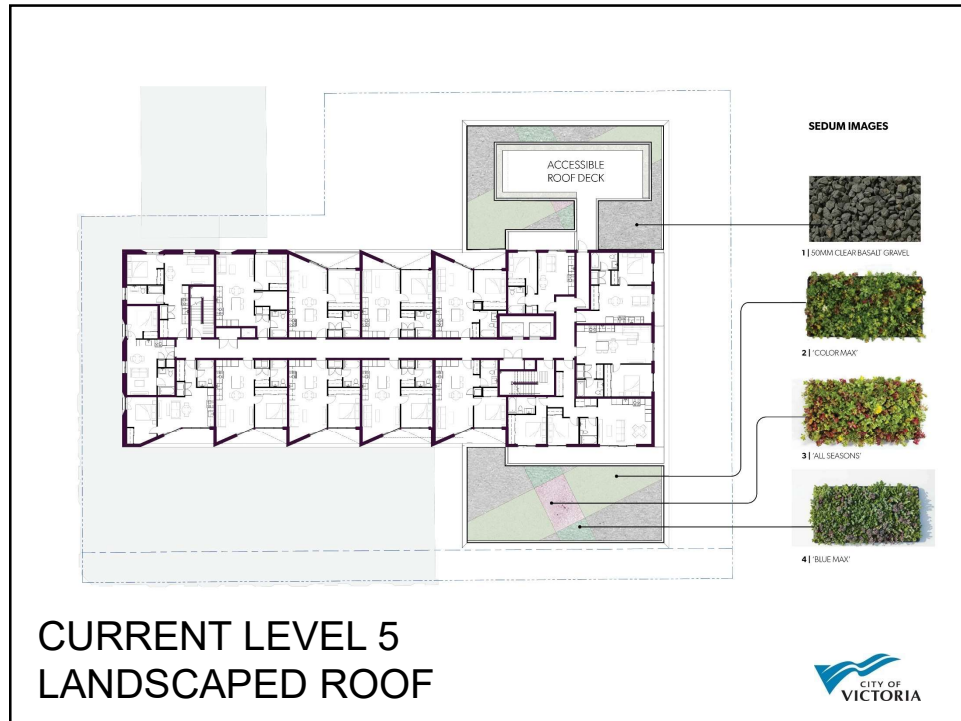 SEDUM IMAGES
ACCESSIBLE
ROOF DECK
1 | 50MM CLEAR BASALT GRAVEL
2 | 'COLOR MAX'
3 | 'ALL SEASONS'
4 | 'BLUE MAX'
CURRENT LEVEL 5
LANDSCAPED ROOF
CITY OF
VICTORIA